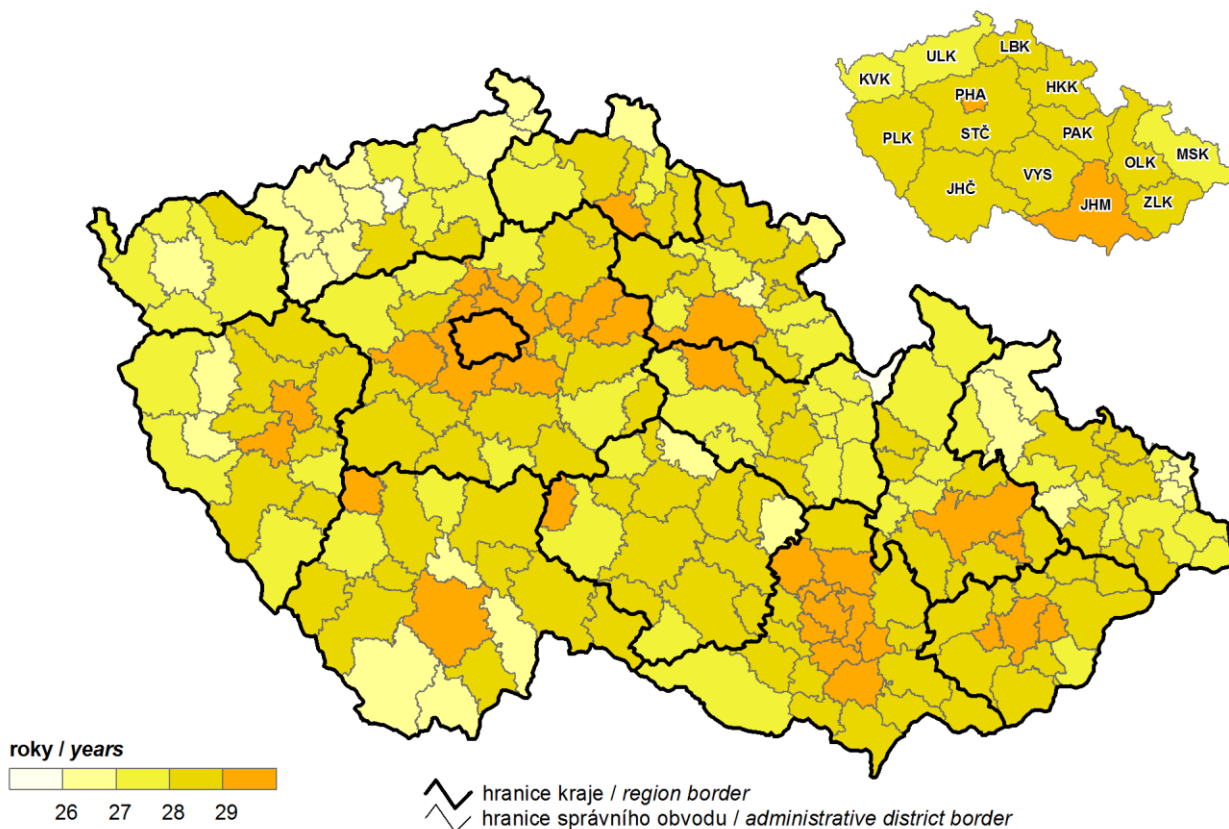 LBK
ULK
KVK
HKK
PHA
PLK
STČ
PAK
OLK
MSK
VYS
JHČ
JHM
ZLK
roky / years
26 27 28 29
hranice kraje / region border
hranice správního obvodu / administrative district border